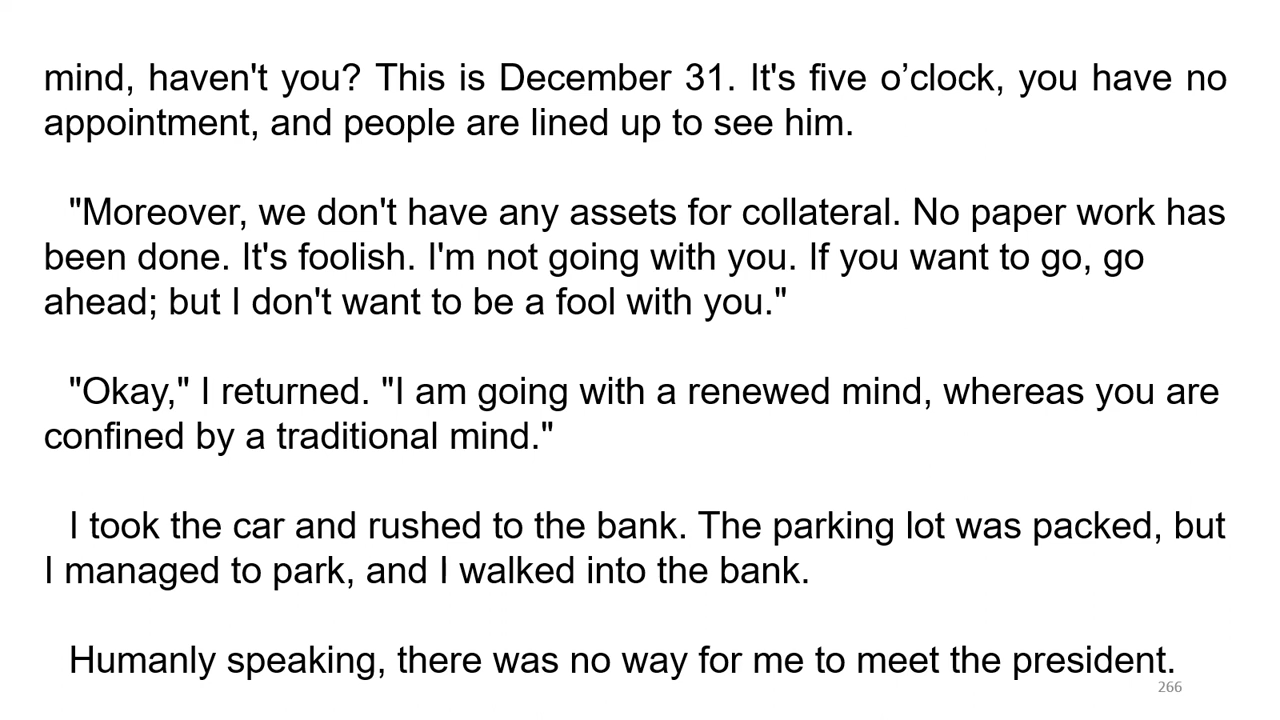 mind, haven't you? This is December 31. It's five o’clock, you have no
appointment, and people are lined up to see him.
"Moreover, we don't have any assets for collateral. No paper work has
been done. It's foolish. I'm not going with you. If you want to go, go
ahead; but I don't want to be a fool with you."
"Okay," I returned. "I am going with a renewed mind, whereas you are
confined by a traditional mind."
I took the car and rushed to the bank. The parking lot was packed, but
I managed to park, and I walked into the bank.
Humanly speaking, there was no way for me to meet the president.
266